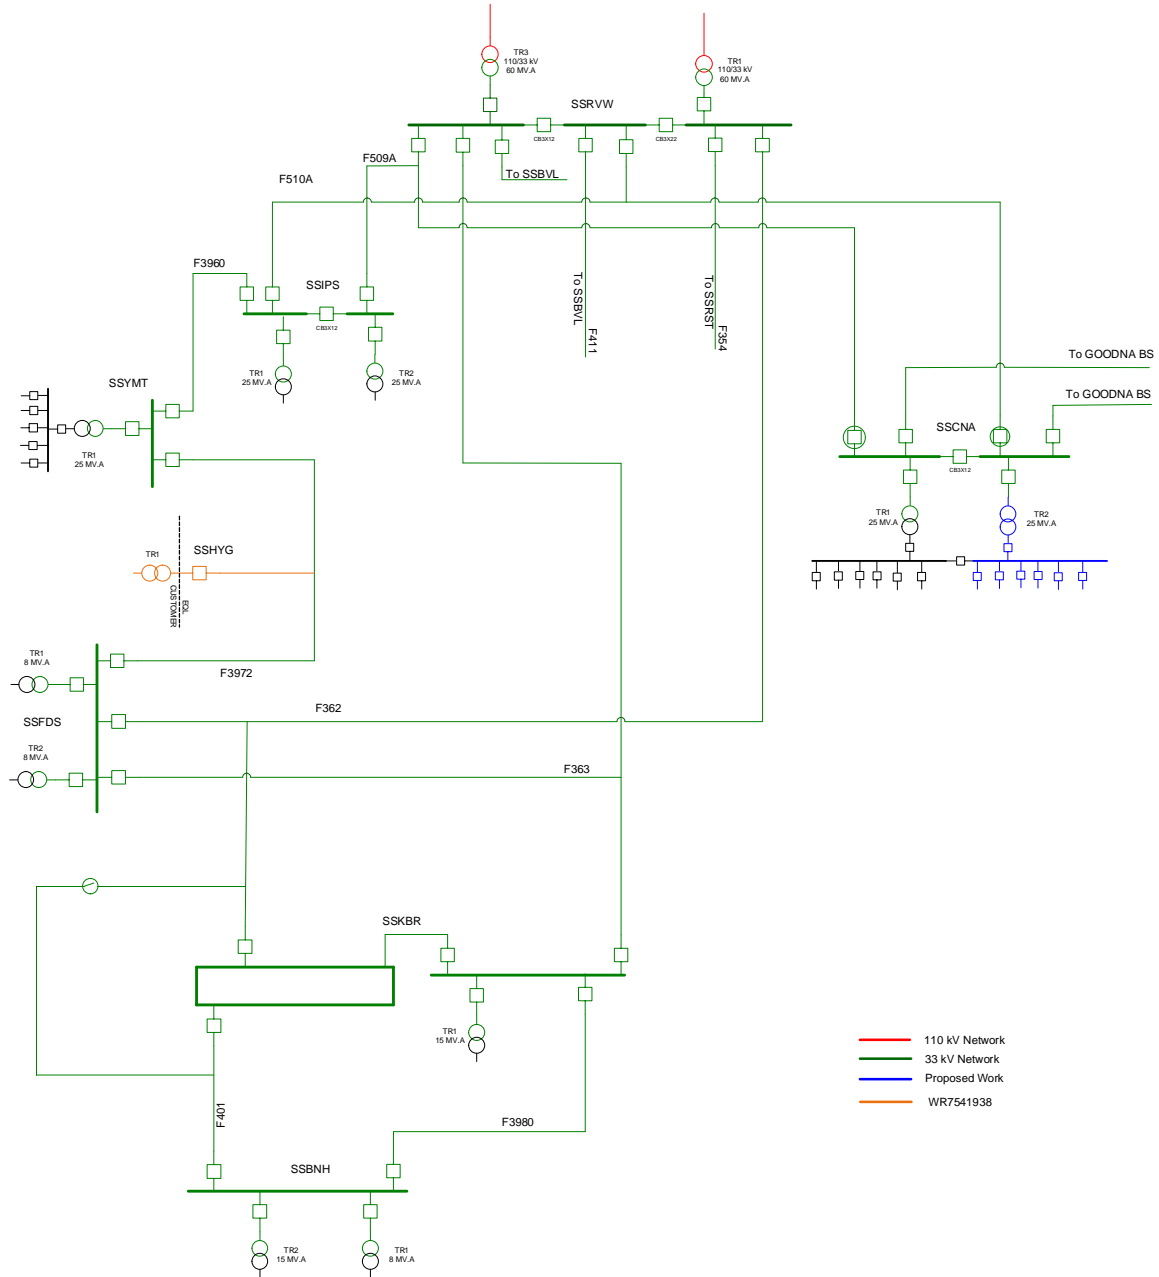 TR3
110/33 kV
60 MV.A
TR1
110/33 kV
60 MV.A
SSRVW
CB3X12
CB3X22
F509A
To SSBVL
F510A
F3960
SSIPS
CB3X12
To SSBVL
F411
To SSRST
F354
TR1
25 MV.A
TR2
25 MV.A
To GOODNA BS
To GOODNA BS
SSYMT
TR1
25 MV.A
SSCNA
CB3X12
TR1
25 MV.A
TR2
25 MV.A
SSHYG
TR1
EQL
CUSTOMER
TR1
8 MV.A
F3972
F362
SSFDS
TR2
8 MV.A
F363
SSKBR
TR1
15 MV.A
110 kV Network
33 kV Network
Proposed Work
WR7541938
F401
F3980
SSBNH
TR2
15 MV.A
TR1
8 MV.A